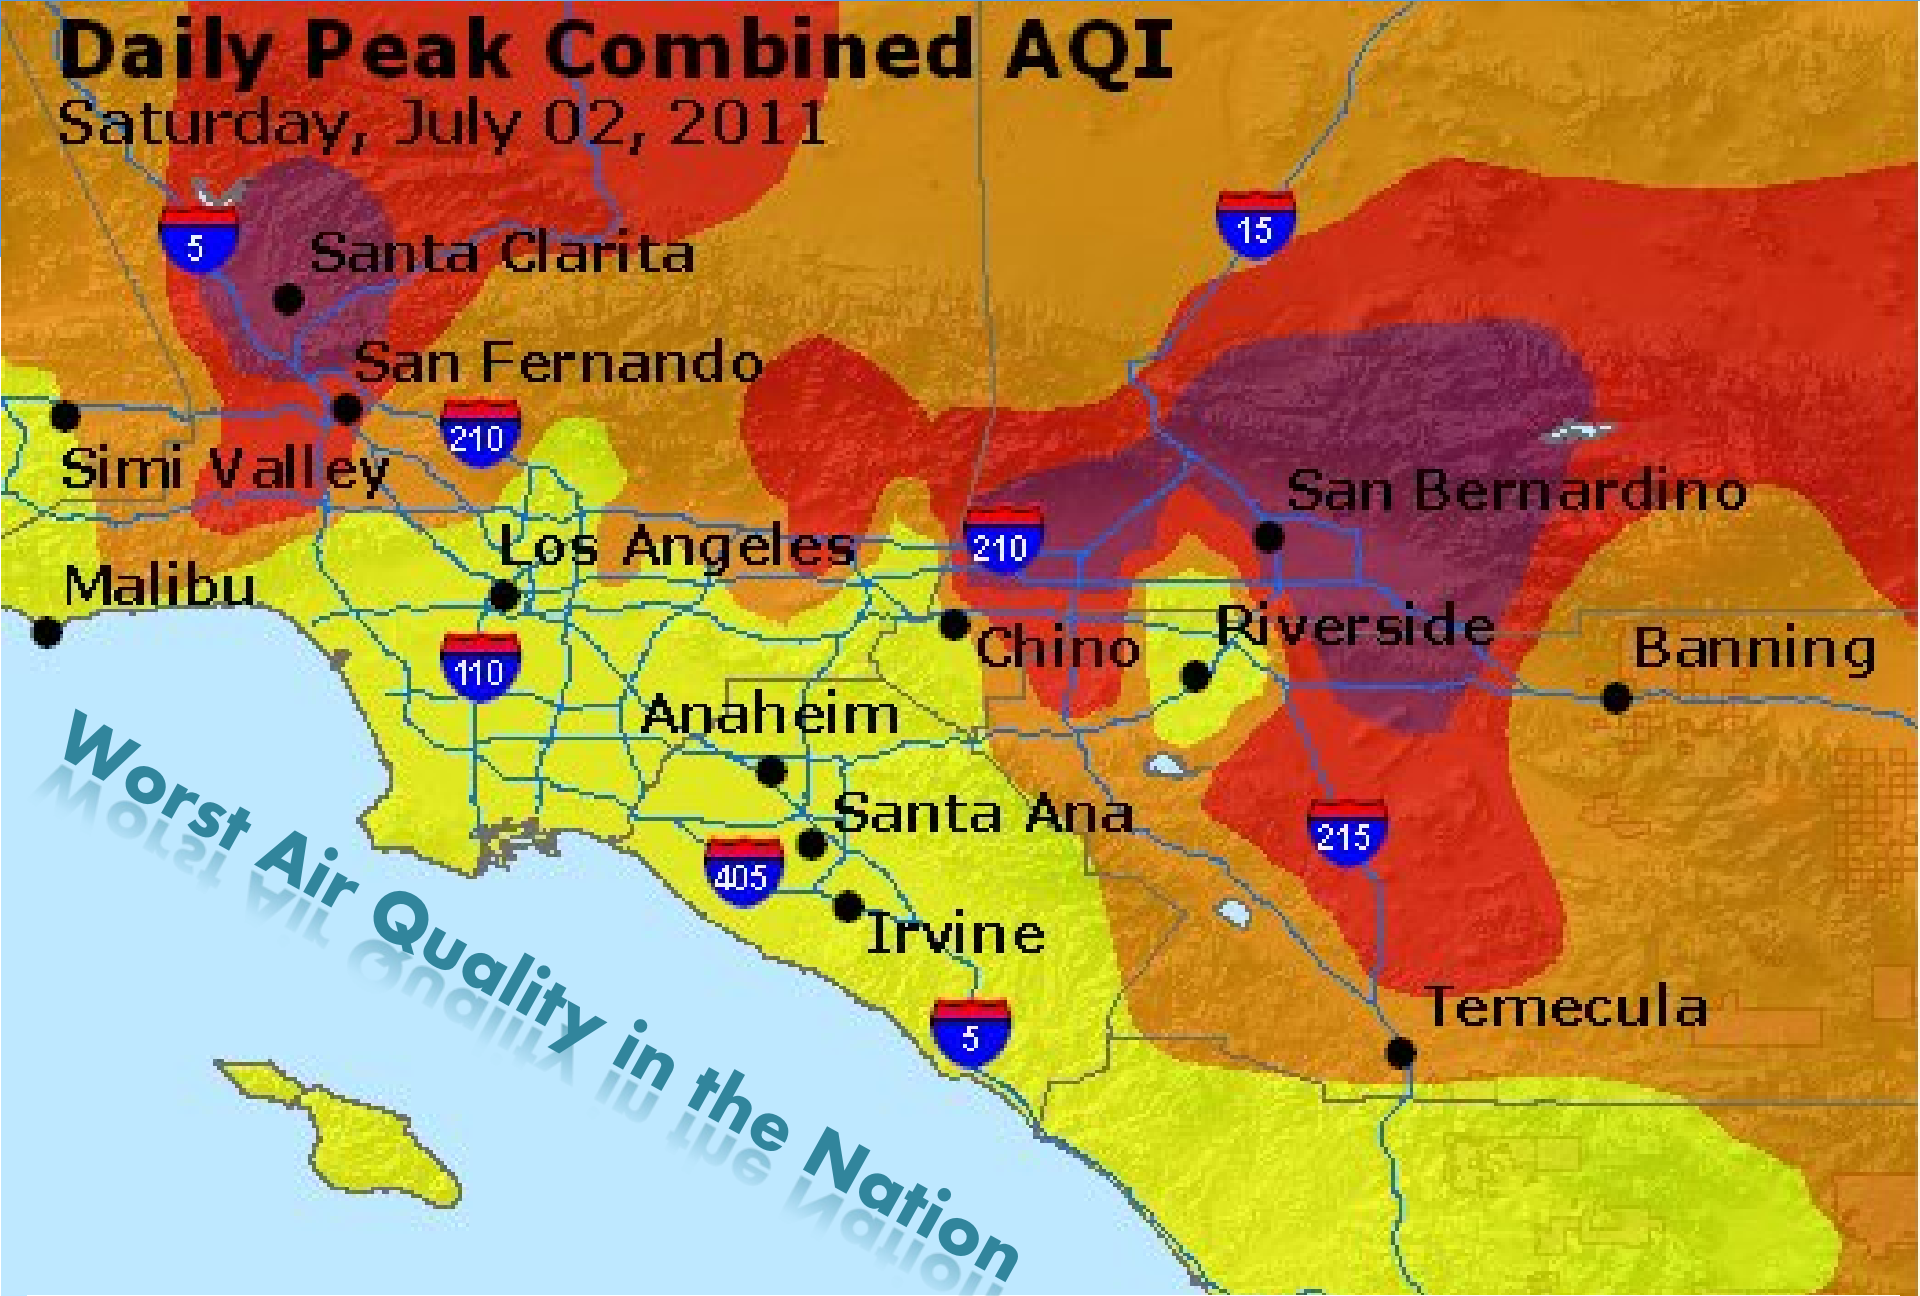 Daily Peak Combined AQI
Saturday, July 02, 2011
5
15
Santa Clarita
San Fernando
210
Simi Valley
San Bernardino
Los Angeles
210
Malibu
Riverside
Chino
Banning
110
Anaheim
Santa Ana
215
405
Irvine
Temecula
5
Worst Air Quality in the Nation